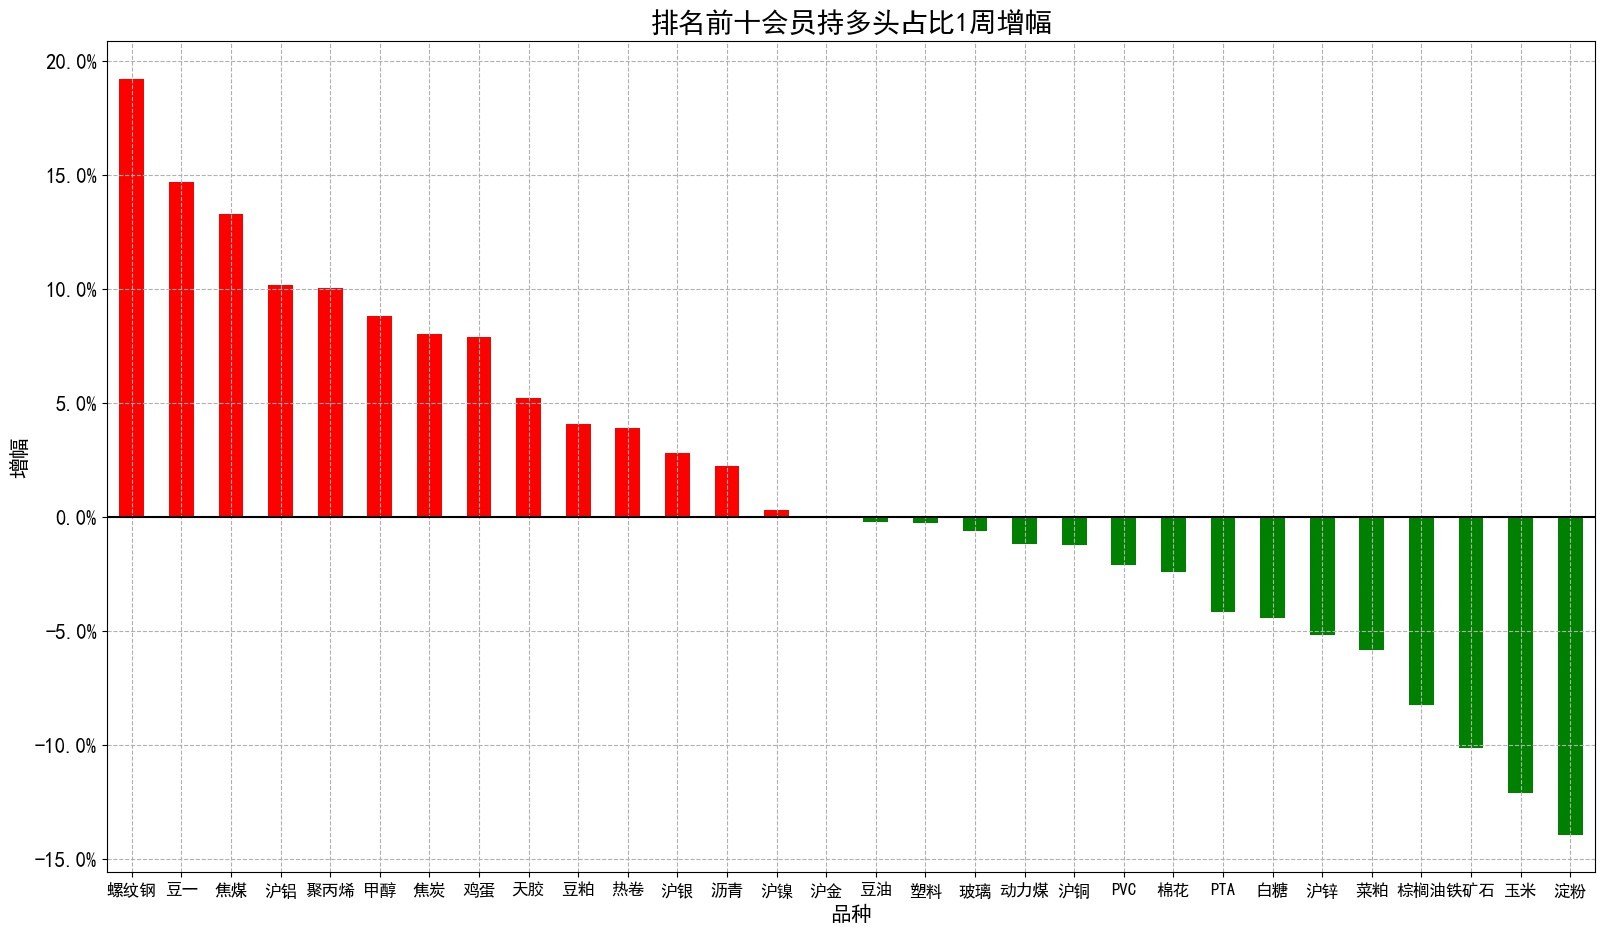 排名前十会员持多头占比1周增幅
20.0%
15.0%
10.0%
5.0%
0.0%
−5.0%
−10.0%
−15.0%
增幅
螺纹钢 豆一 焦煤 沪铝 聚丙烯 甲醇 焦炭 鸡蛋 天胶 豆粕 热卷 沪银 沥青 沪镍 沪金 豆油 塑料 玻璃 动力煤 沪铜 PVC 棉花 PTA 白糖 沪锌 菜粕 棕榈油 铁矿石 玉米 淀粉
品种